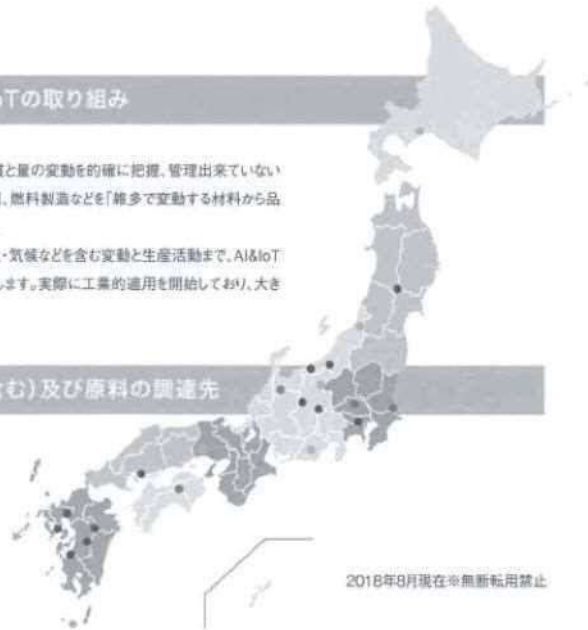 oTの取り組み
質と量の変動を的確に把握、管理出来ていない
、燃料製造などを「雑多で変動する材料から品
・気候などを含む変動と生産活動まで、AI&IoT
します。実際に工業的適用を開始しており、大き
含む)及び原料の調達先
2018年8月現在※無断転用禁止